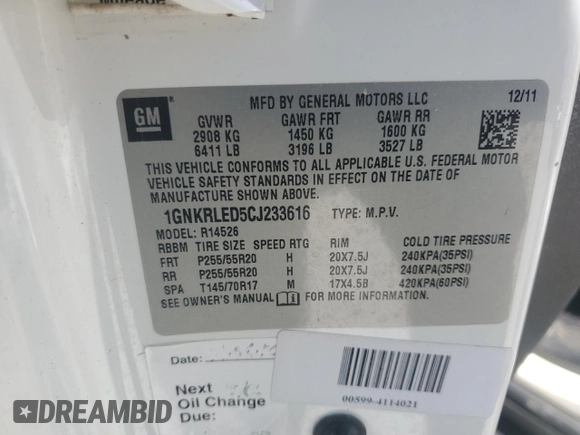 Mileage
GM
MFD BY GENERAL MOTORS LLC 12/11
GVWR GAWR FRT GAWR RR
2908 KG 1450 KG 1600 KG
6411 LB 3196 LB 3527 LB
THIS VEHICLE CONFORMS TO ALL APPLICABLE U.S. FEDERAL MOTOR
VEHICLE SAFETY STANDARDS IN EFFECT ON THE DATE OF
MANUFACTURE SHOWN ABOVE.
1GNKRLED5CJ233616 TYPE: M.P.V.
MODEL: R14526
RBBM TIRE SIZE SPEED RTG RIM COLD TIRE PRESSURE
FRT P255/55R20 H 20X7.5J 240KPA(35PSI)
RR P255/55R20 H 20X7.5J 240KPA(35PSI)
SPA T145/70R17 M 17X4.5B 420KPA(60PSI)
SEE OWNER'S MANUAL FOR MORE INFORMATION.
Date:
Next
Oil Change
Due:
00599-4114021
DREAMBID